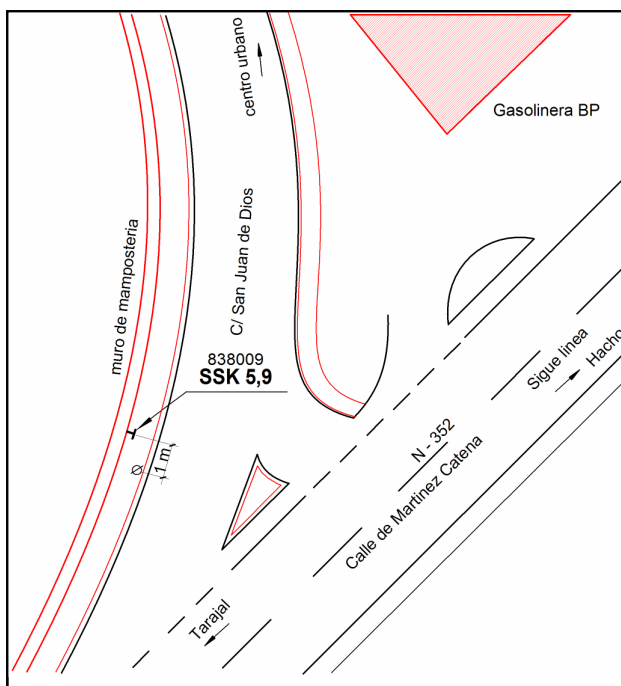 centro urbano
Gasolinera BP
C/ San Juan de Dios
muro de mamposteria
838009
SSK 5,9
Sigue linea
Hacho
N - 352
1 m.
Calle de Martinez Catena
Tarajal